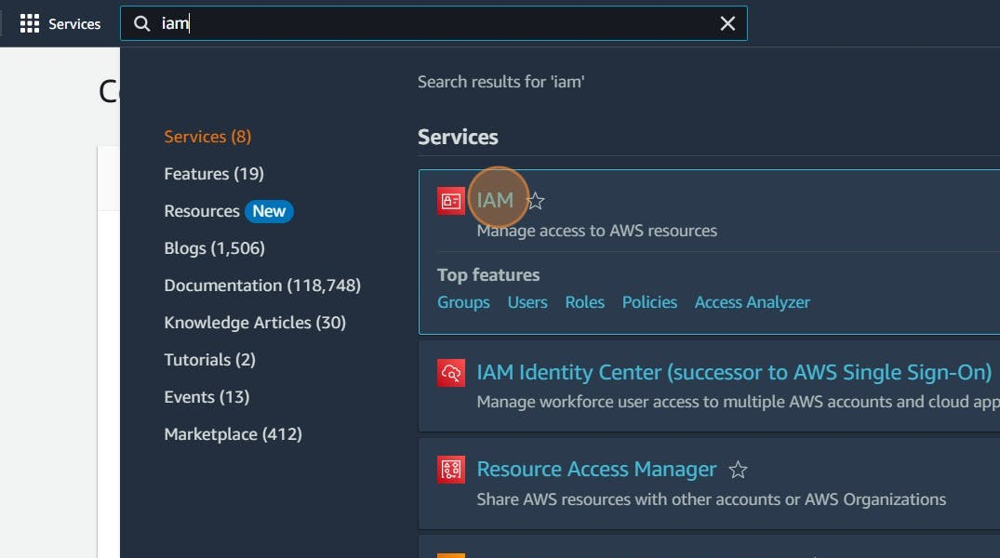 Services
iam
Search results for 'iam'
Services (8)
Features (19)
Resources New
Blogs (1,506)
Documentation (118,748)
Knowledge Articles (30)
Tutorials (2)
Events (13)
Marketplace (412)
Services
IAM
Manage access to AWS resources
Top features
Groups Users Roles Policies Access Analyzer
IAM Identity Center (successor to AWS Single Sign-On)
Manage workforce user access to multiple AWS accounts and cloud app
Resource Access Manager
Share AWS resources with other accounts or AWS Organizations